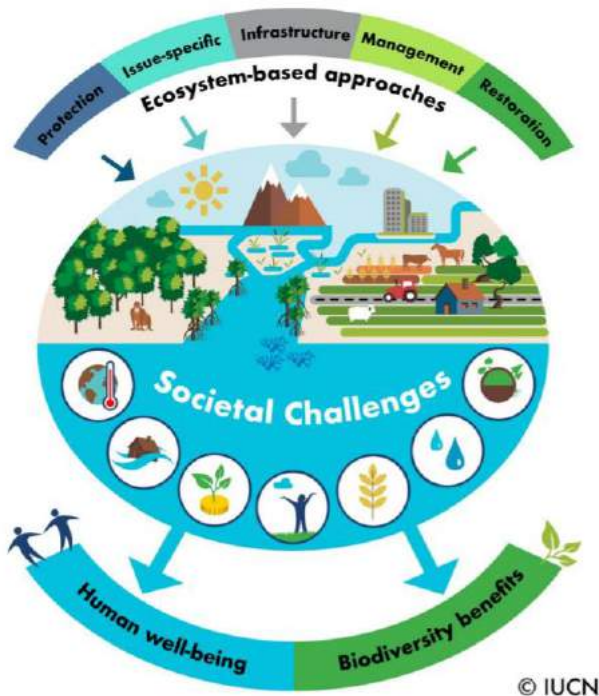 Protection
Issue-specific
Infrastructure
Management
Restoration
Ecosystem-based approaches
Societal Challenges
Human well-being
Biodiversity benefits
© IUCN